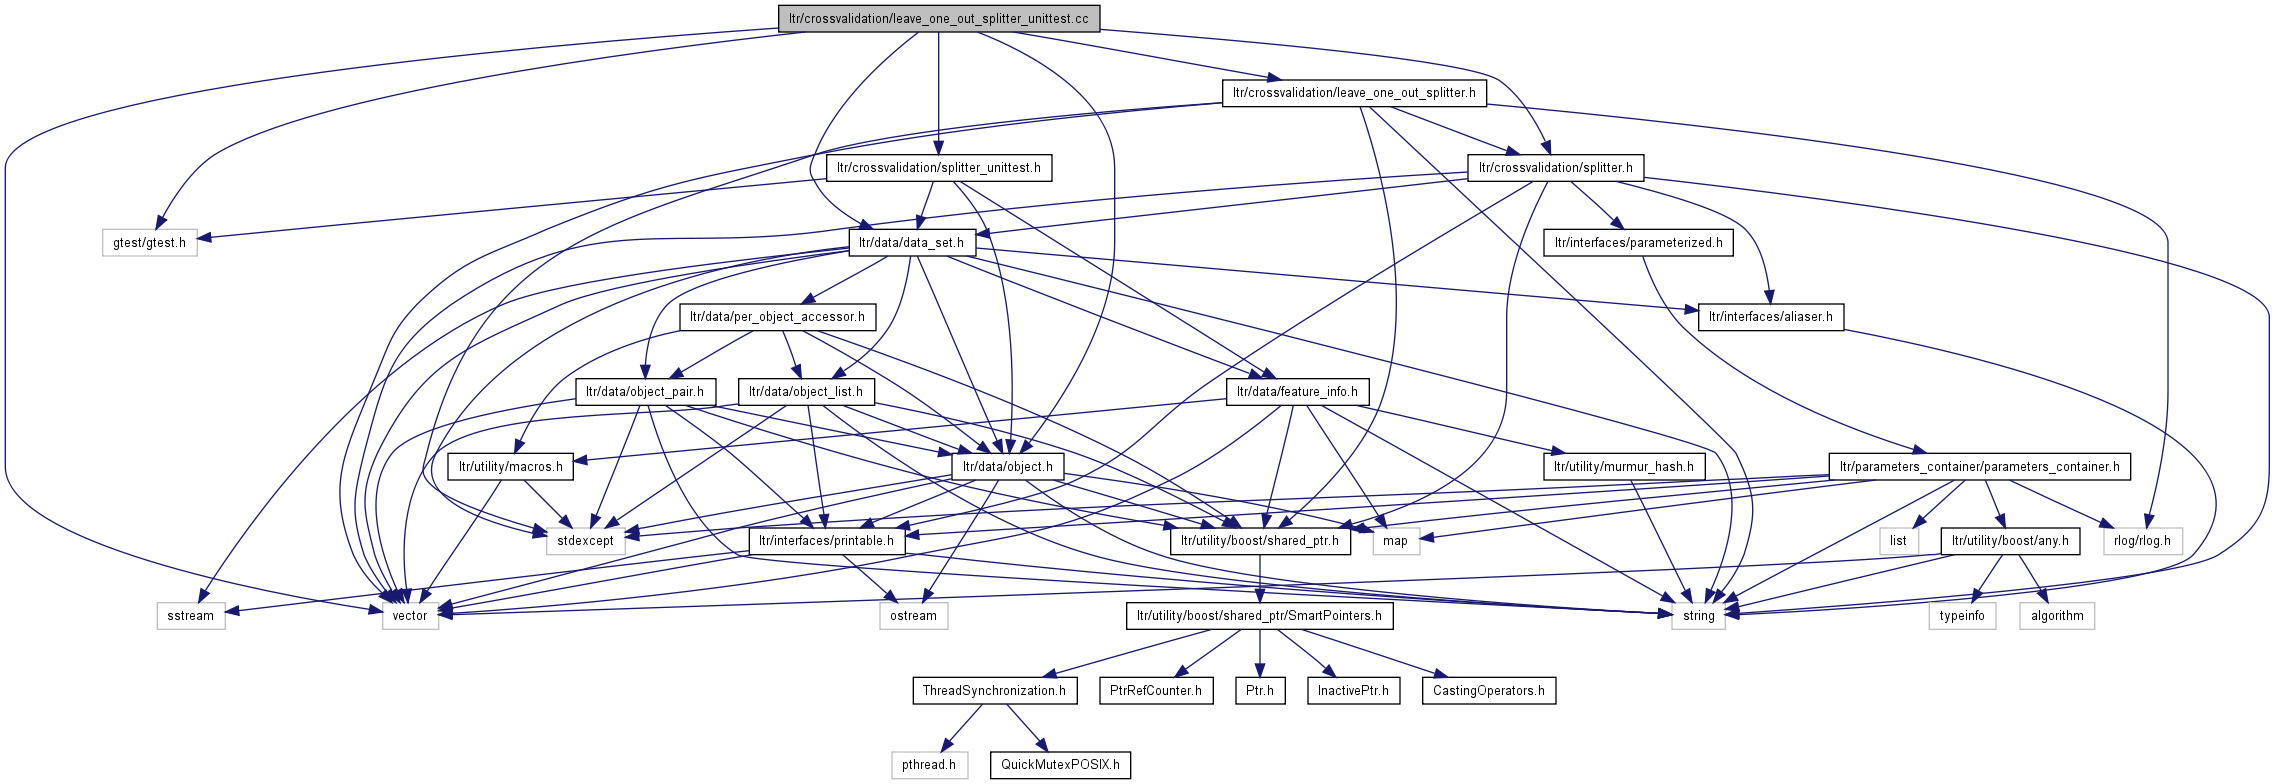 ltr/crossvalidation/leave_one_out_splitter_unittest.cc
ltr/crossvalidation/leave_one_out_splitter.h
ltr/crossvalidation/splitter_unittest.h
ltr/crossvalidation/splitter.h
gtest/gtest.h
ltr/data/data_set.h
ltr/interfaces/parameterized.h
ltr/data/per_object_accessor.h
ltr/interfaces/aliaser.h
ltr/data/object_pair.h
ltr/data/object_list.h
ltr/data/feature_info.h
ltr/utility/macros.h
ltr/data/object.h
ltr/utility/murmur_hash.h
ltr/parameters_container/parameters_container.h
stdexcept
ltr/interfaces/printable.h
ltr/utility/boost/shared_ptr.h
map
list
ltr/utility/boost/any.h
rlog/rlog.h
sstream
vector
ostream
ltr/utility/boost/shared_ptr/SmartPointers.h
string
typeinfo
algorithm
ThreadSynchronization.h
PtrRefCounter.h
Ptr.h
InactivePtr.h
CastingOperators.h
pthread.h
QuickMutexPOSIX.h